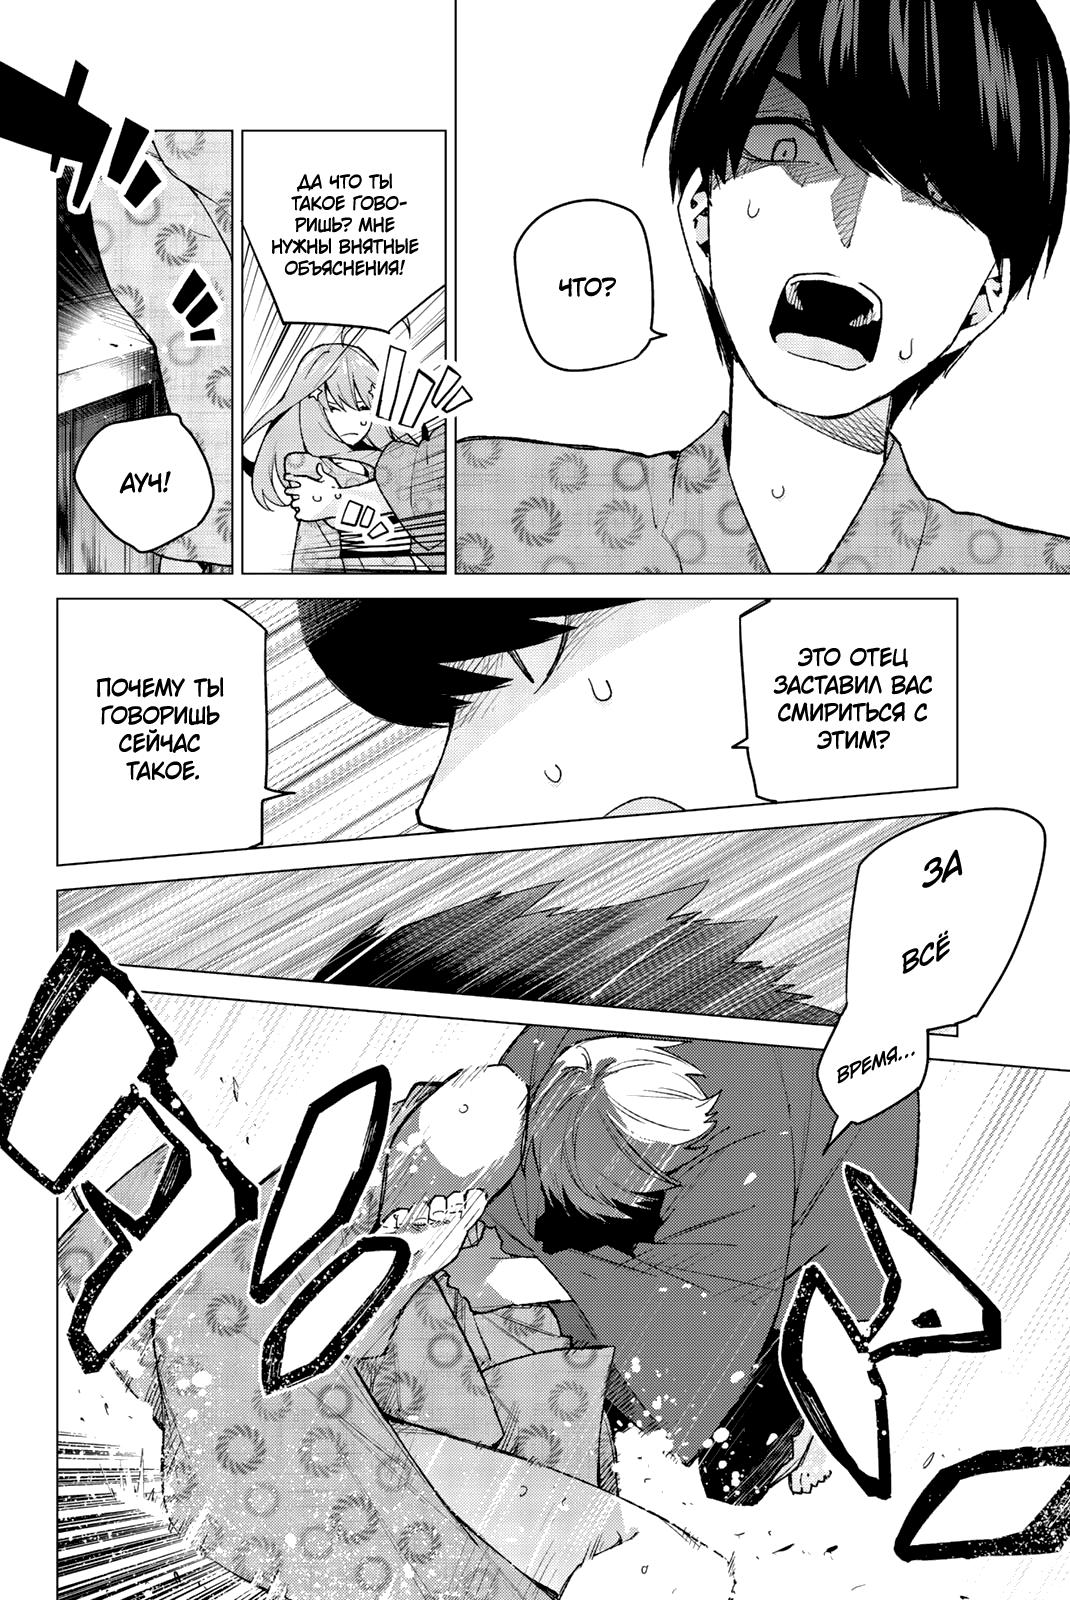 ЧТО?
ДА ЧТО ТЫ
ТАКОЕ ГОВО-
РИШЬ? МНЕ
НУЖНЫ ВНЯТНЫЕ
ОБЪЯСНЕНИЯ!
АУЧ!
ЭТО ОТЕЦ
ЗАСТАВИЛ ВАС
СМИРИТЬСЯ С
ЭТИМ?
ПОЧЕМУ ТЫ
ГОВОРИШЬ
СЕЙЧАС
ТАКОЕ.
ЗА
ВСЁ
ВРЕМЯ...